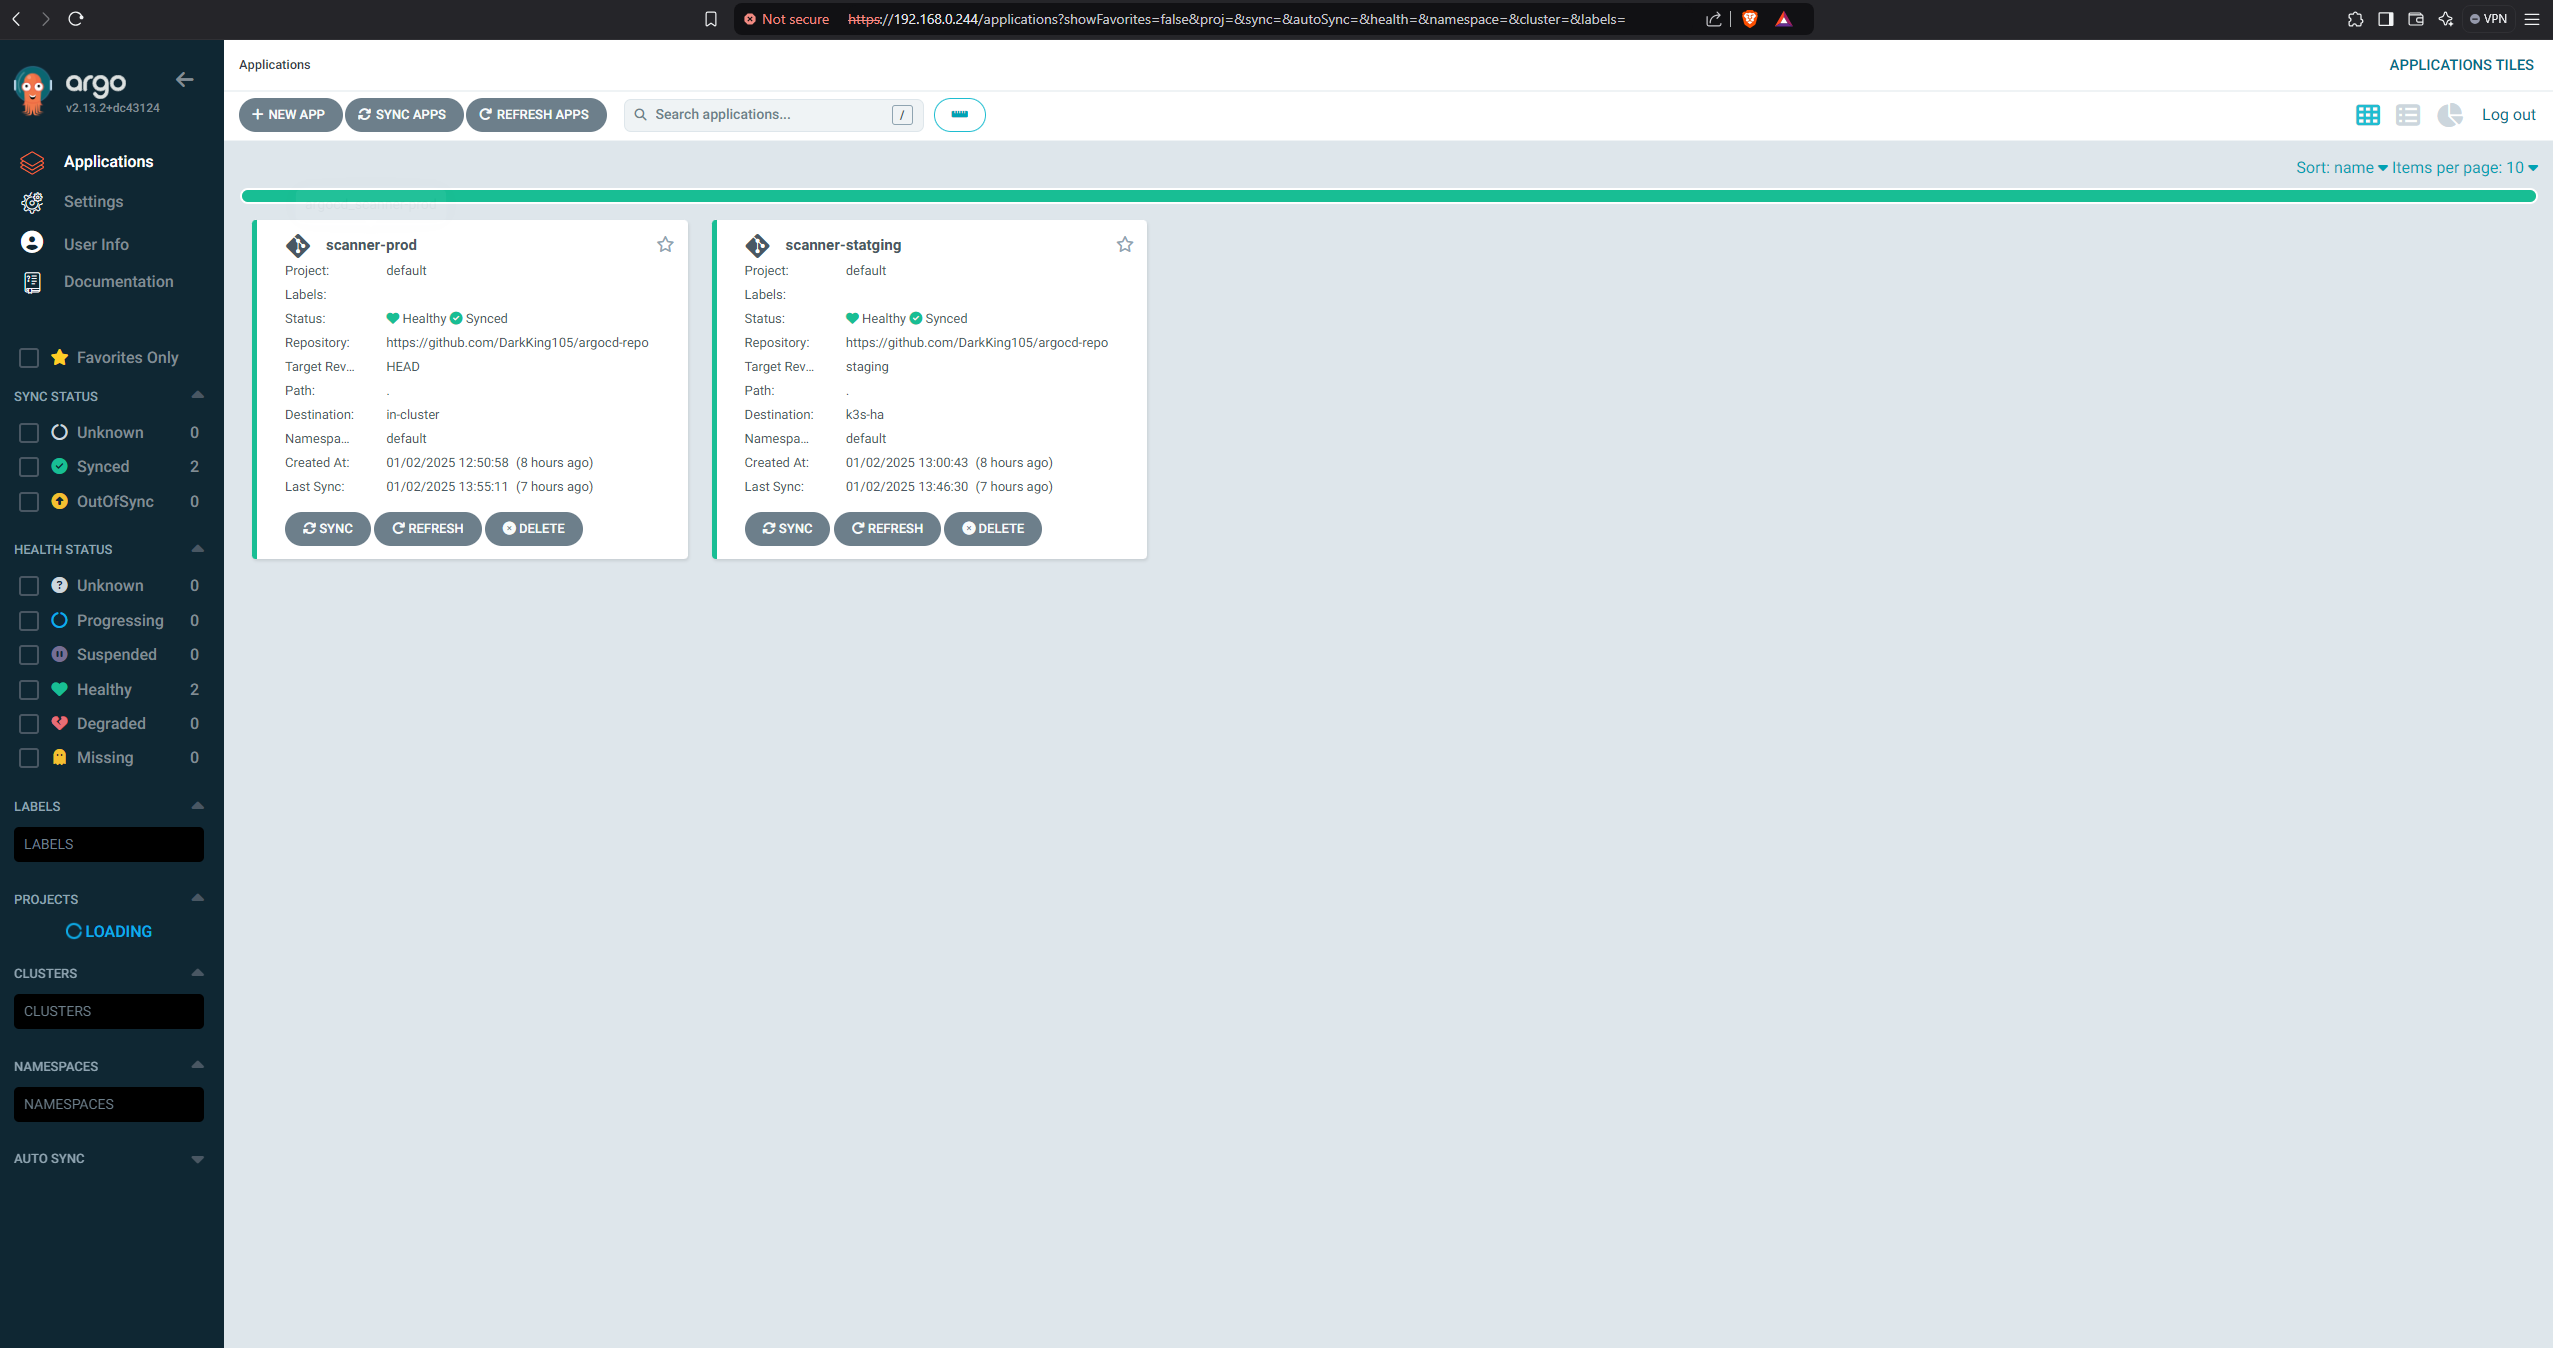 Not secure https://192.168.0.244/applications?showFavorites=false&proj=&sync=&autoSync=&health=&namespace=&cluster=&labels= VPN
argo
v2.13.2+dc43124
Applications
Settings
User Info
Documentation
Favorites Only
SYNC STATUS
Unknown 0
Synced 2
OutOfSync 0
HEALTH STATUS
Unknown 0
Progressing 0
Suspended 0
Healthy 2
Degraded 0
Missing 0
LABELS
LABELS
PROJECTS
LOADING
CLUSTERS
CLUSTERS
NAMESPACES
NAMESPACES
AUTO SYNC
Applications APPLICATIONS TILES
+ NEW APP SYNC APPS REFRESH APPS Search applications... / Log out
Sort: name Items per page: 10
scanner-prod
Project: default
Labels:
Status: Healthy Synced
Repository: https://github.com/DarkKing105/argocd-repo
Target Rev... HEAD
Path: .
Destination: in-cluster
Namespa... default
Created At: 01/02/2025 12:50:58 (8 hours ago)
Last Sync: 01/02/2025 13:55:11 (7 hours ago)
SYNC REFRESH DELETE
scanner-statging
Project: default
Labels:
Status: Healthy Synced
Repository: https://github.com/DarkKing105/argocd-repo
Target Rev... staging
Path: .
Destination: k3s-ha
Namespa... default
Created At: 01/02/2025 13:00:43 (8 hours ago)
Last Sync: 01/02/2025 13:46:30 (7 hours ago)
SYNC REFRESH DELETE